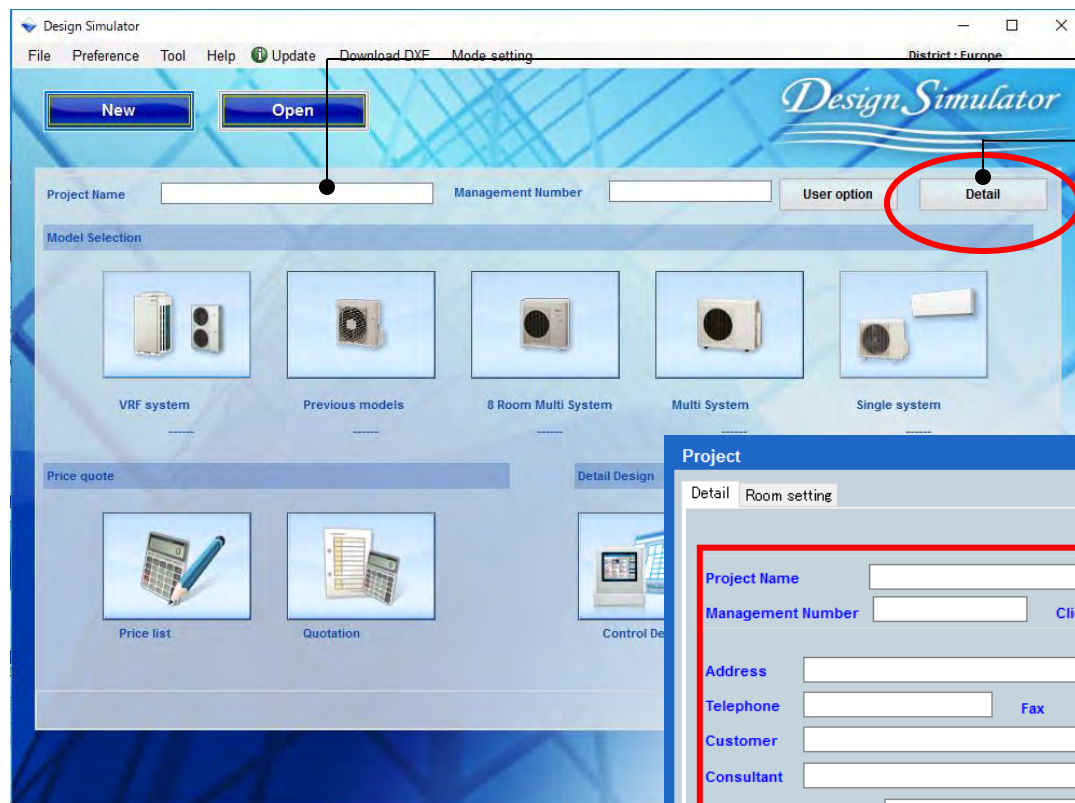 Design Simulator
File Preference Tool Help Update Download DXF Mode setting District : Europe
New Open Design Simulator
Project Name Management Number User option Detail
Model Selection
VRF system Previous models 8 Room Multi System Multi System Single system
------ ------ ------ ------ ------
Price quote Detail Design
Price list Quotation Control De
Project
Detail Room setting
Project Name
Management Number Cli
Address
Telephone Fax
Customer
Consultant